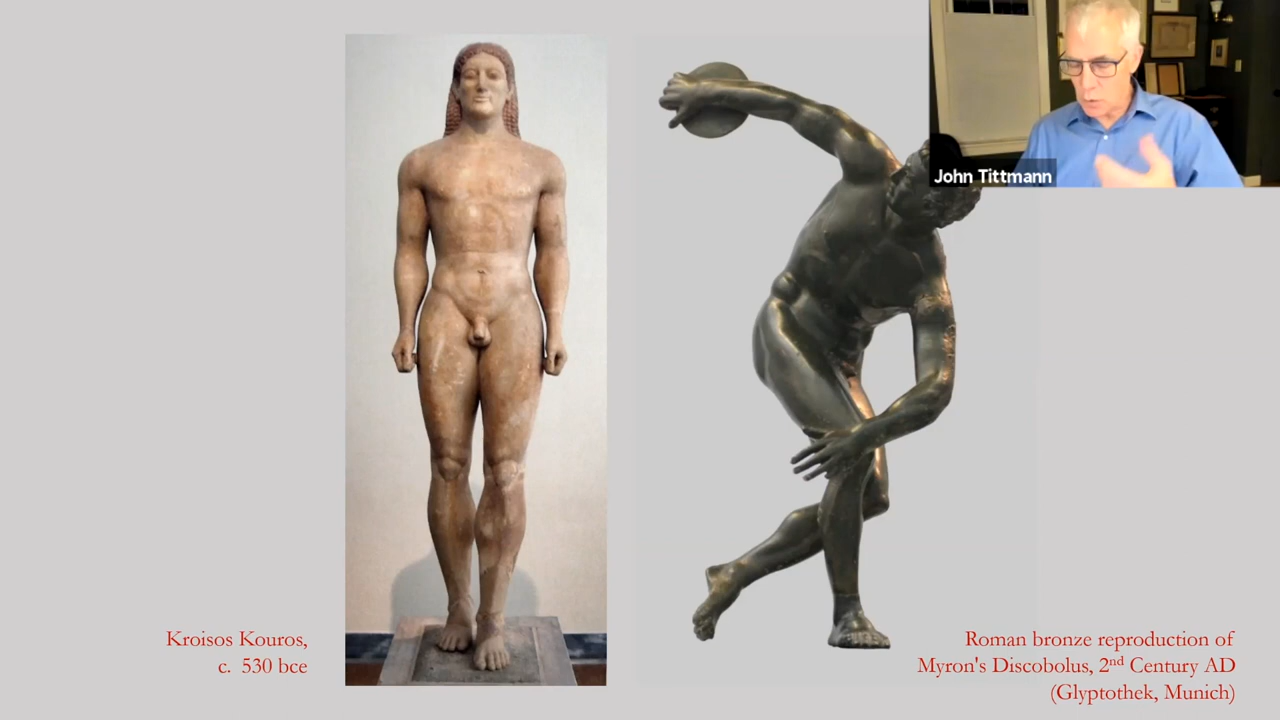 John Tittmann
Kroisos Kouros,
c. 530 bce
Roman bronze reproduction of
Myron's Discobolus, 2nd Century AD
(Glyptothek, Munich)